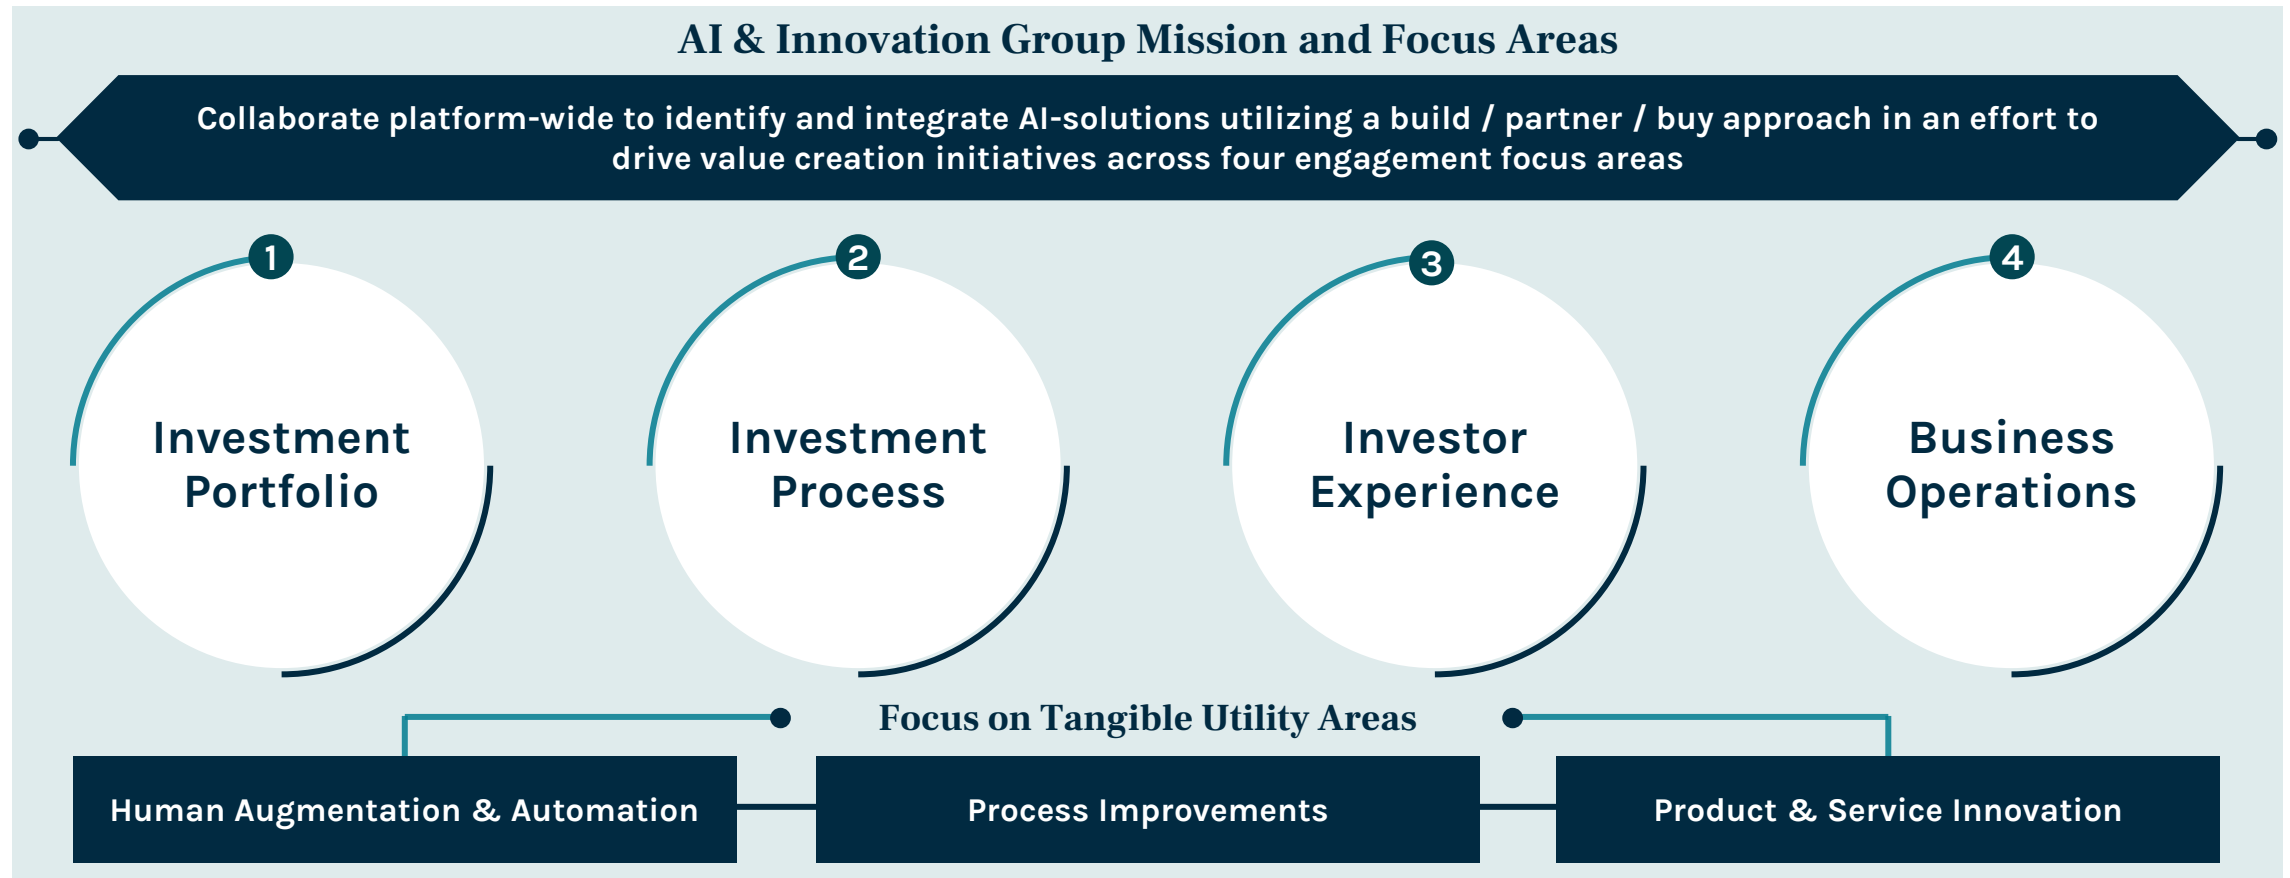 AI & Innovation Group Mission and Focus Areas
Collaborate platform-wide to identify and integrate AI-solutions utilizing a build / partner / buy approach in an effort to
drive value creation initiatives across four engagement focus areas
1
Investment
Portfolio
2
Investment
Process
3
Investor
Experience
4
Business
Operations
Focus on Tangible Utility Areas
Human Augmentation & Automation
Process Improvements
Product & Service Innovation